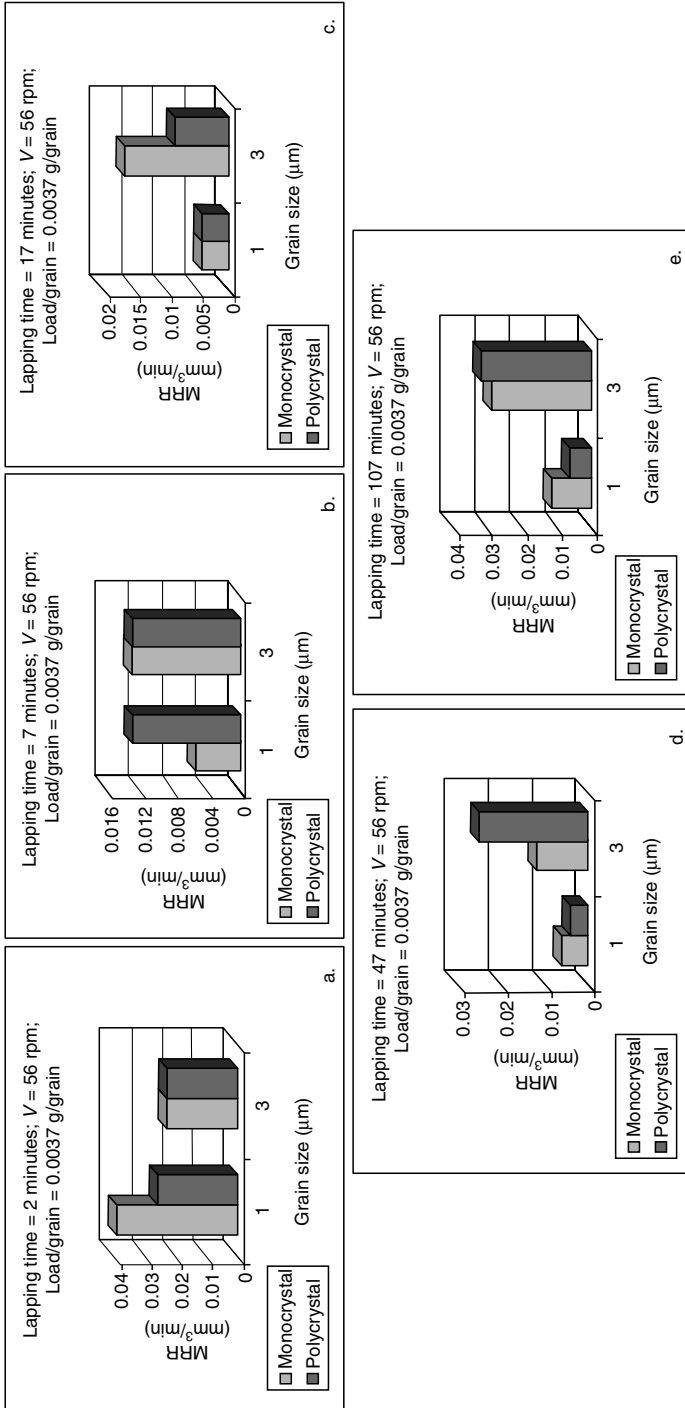 Lapping time = 2 minutes; V = 56 rpm;
Load/grain = 0.0037 g/grain
0.04
0.03
0.02
0.01
0
MRR
(mm³/min)
1
3
Grain size (μm)
Monocrystal
Polycrystal
a.
Lapping time = 7 minutes; V = 56 rpm;
Load/grain = 0.0037 g/grain
0.016
0.012
0.008
0.004
0
MRR
(mm³/min)
1
3
Grain size (μm)
Monocrystal
Polycrystal
b.
Lapping time = 17 minutes; V = 56 rpm;
Load/grain = 0.0037 g/grain
0.02
0.015
0.01
0.005
0
MRR
(mm³/min)
1
3
Grain size (μm)
Monocrystal
Polycrystal
c.
Lapping time = 47 minutes; V = 56 rpm;
Load/grain = 0.0037 g/grain
0.03
0.02
0.01
0
MRR
(mm³/min)
1
3
Grain size (μm)
Monocrystal
Polycrystal
d.
Lapping time = 107 minutes; V = 56 rpm;
Load/grain = 0.0037 g/grain
0.04
0.03
0.02
0.01
0
MRR
(mm³/min)
1
3
Grain size (μm)
Monocrystal
Polycrystal
e.